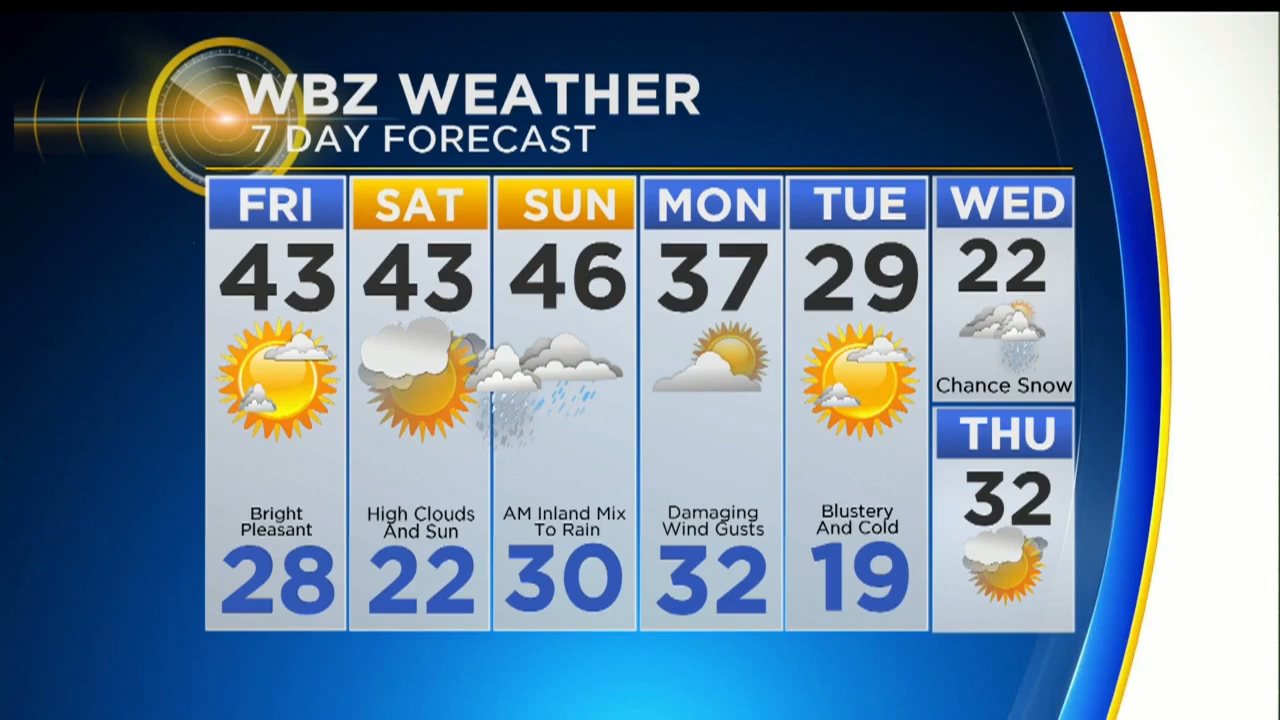 WBZ WEATHER
7 DAY FORECAST
FRI
43
Bright
Pleasant
28
SAT
43
High Clouds
And Sun
22
SUN
46
AM Inland Mix
To Rain
30
MON
37
Damaging
Wind Gusts
32
TUE
29
Blustery
And Cold
19
WED
22
Chance Snow
THU
32